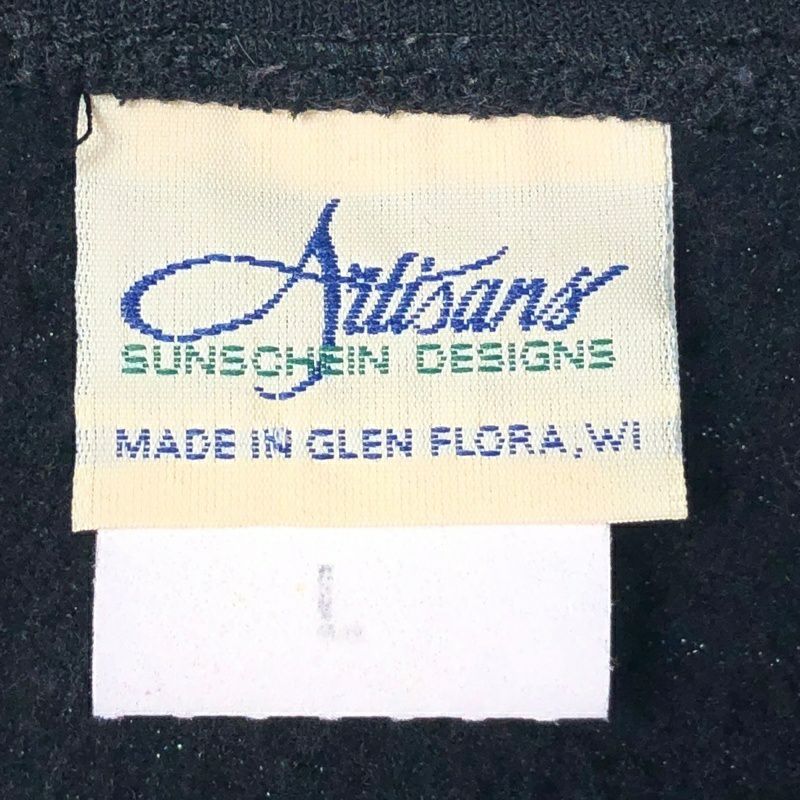 Artisans
SUNSCHEIN DESIGNS
MADE IN GLEN FLORA, WI
L